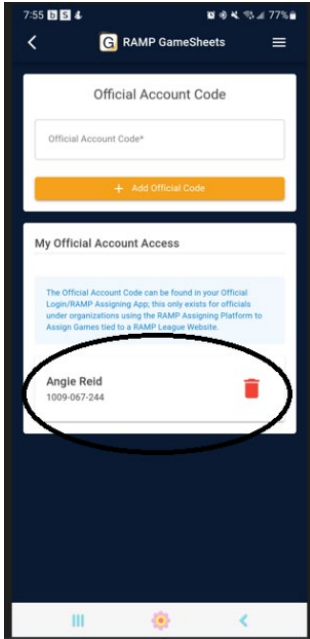 7:55
77%
G RAMP GameSheets
Official Account Code
Official Account Code*
+ Add Official Code
My Official Account Access
The Official Account Code can be found in your Official
Login/RAMP Assigning App; this only exists for officials
under organizations using the RAMP Assigning Platform to
Assign Games tied to a RAMP League Website.
Angie Reid
1009-067-244